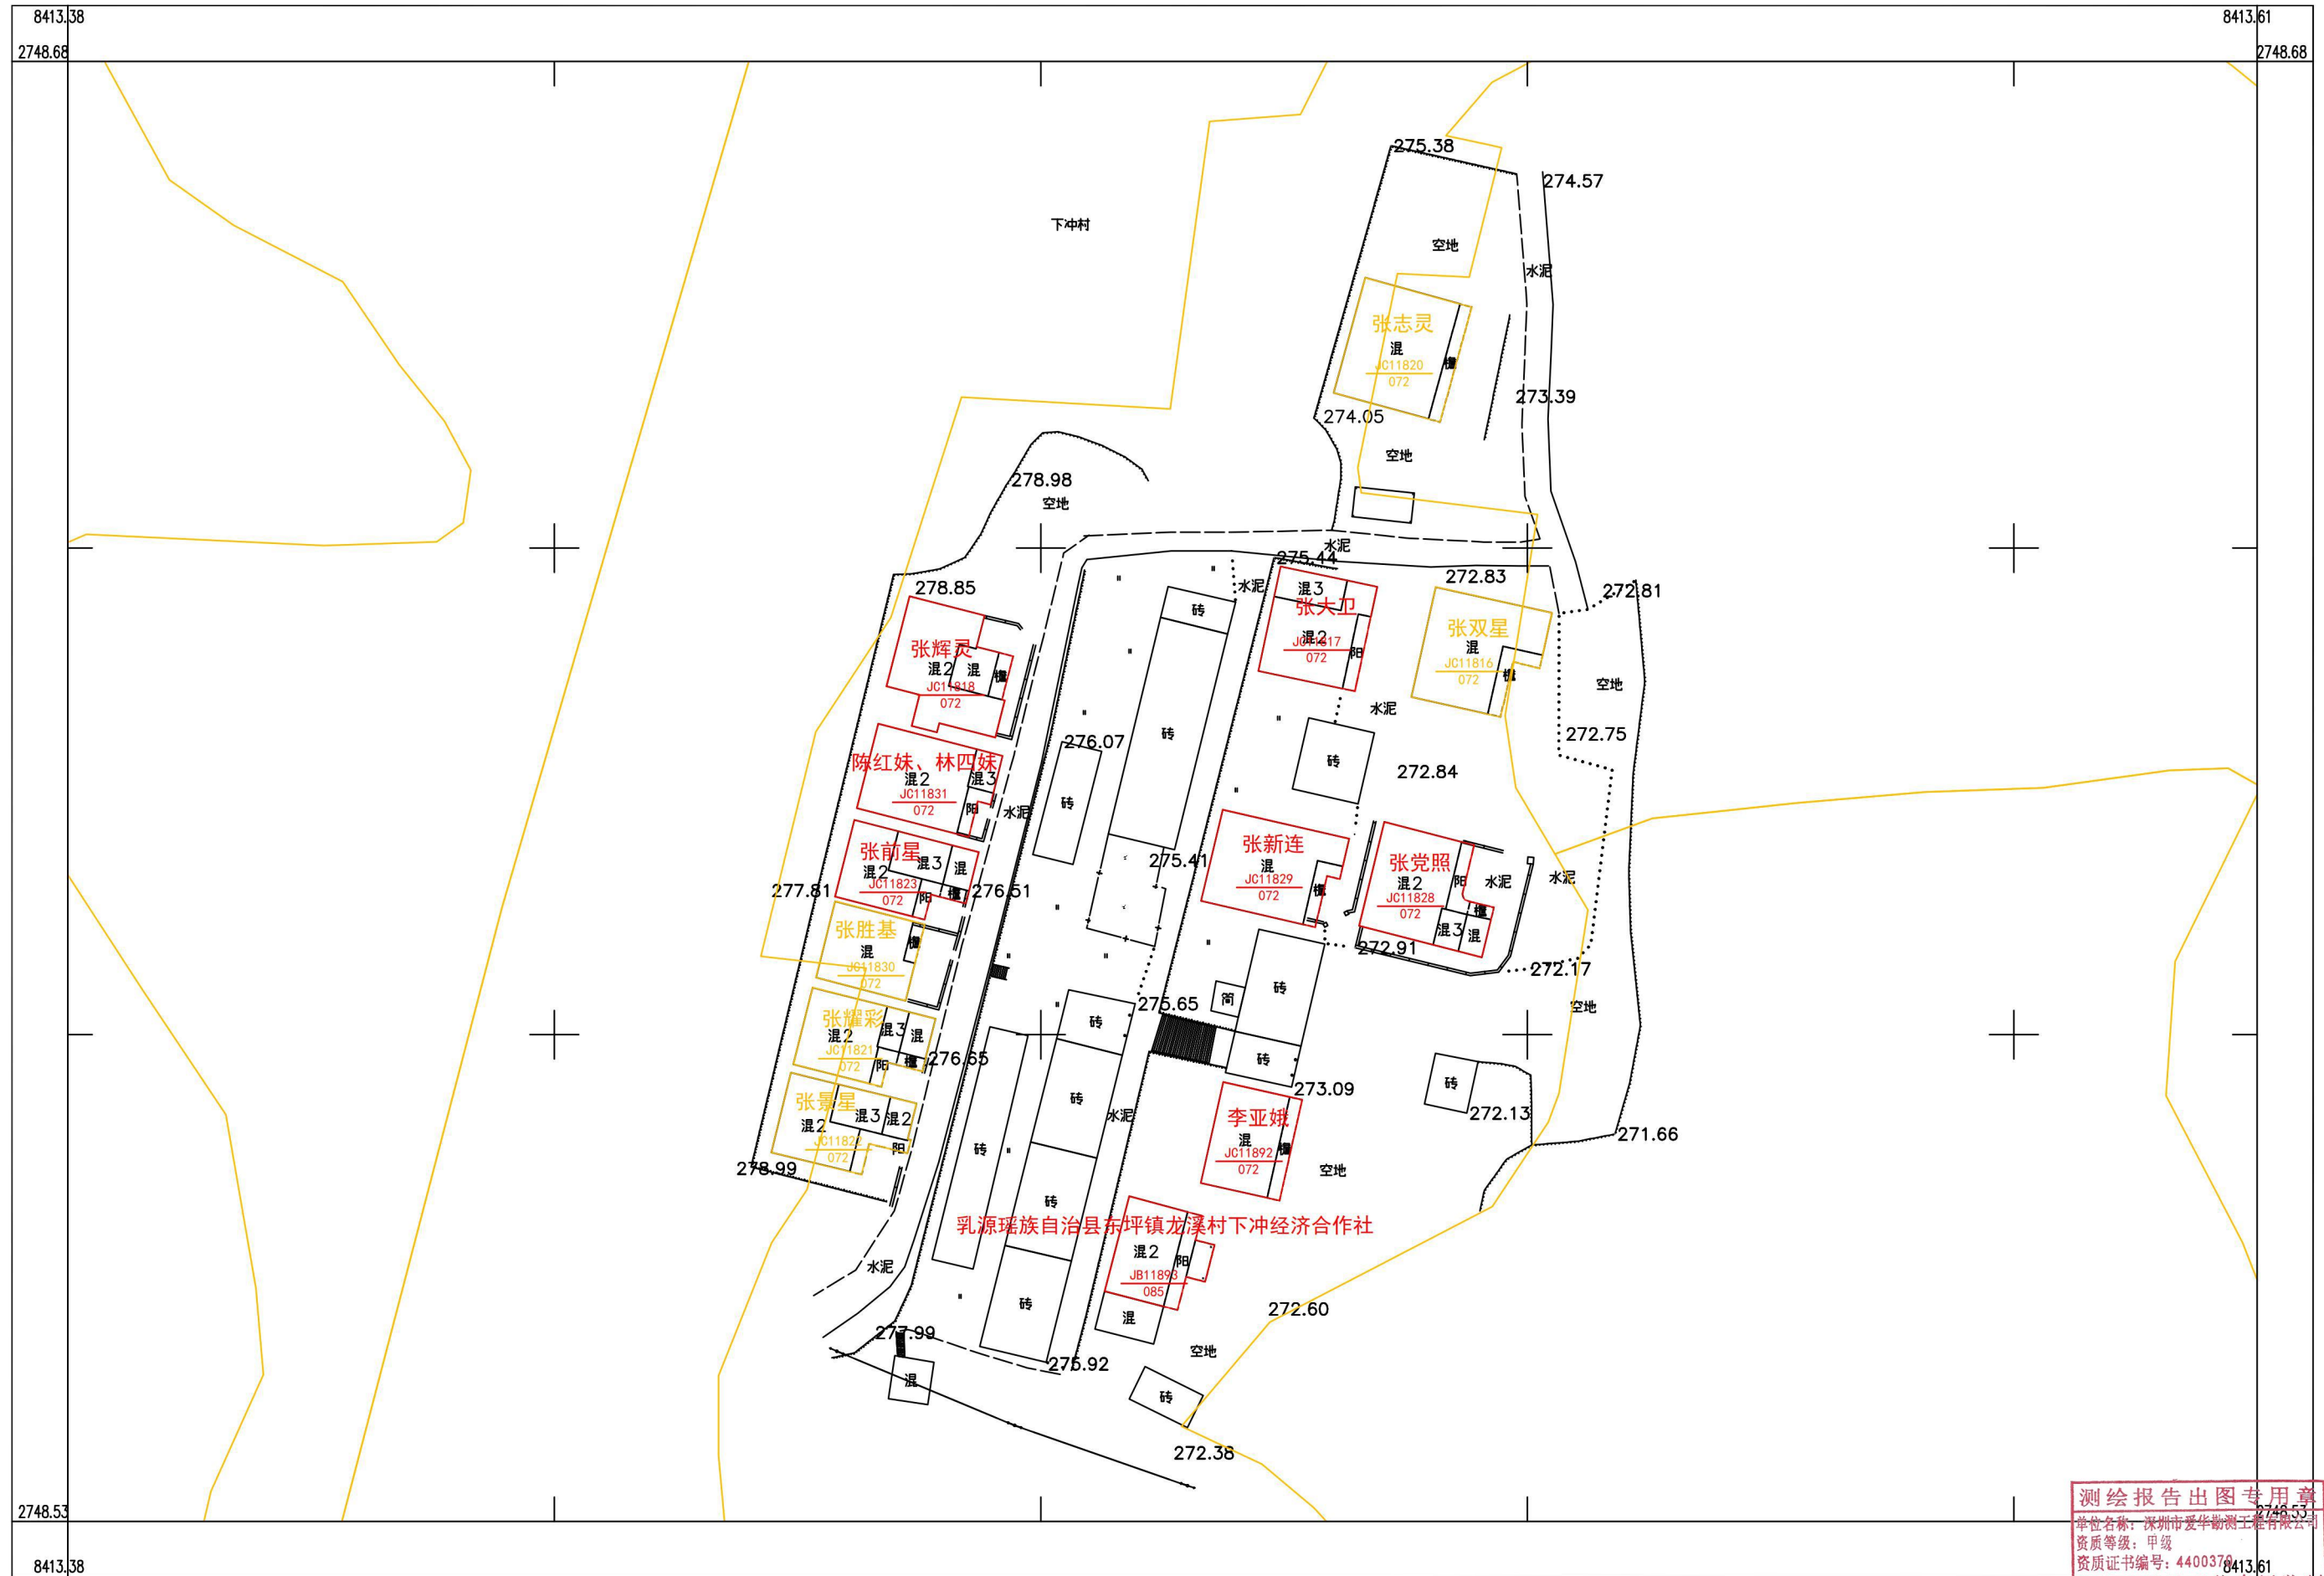 8413.38
8413.61
2748.68
2748.68
275.38
274.57
下冲村
空地
水泥
张志灵
混
JC11820
072
273.39
274.05
空地
278.98
空地
水泥
275.44
272.83
272.81
水泥
278.85
混3
砖
张大卫
混2
JC11817
072
阳
张双星
混
JC11816
072
张辉灵
混2
混
JC11818
072
空地
水泥
砖
276.07
272.75
陈红妹、林四妹
混2
混3
JC11831
072
阳
砖
砖
272.84
水泥
张前星
混3
混
混2
JC11823
072
阳
277.81
276.51
275.41
张新连
混
JC11829
072
张党照
混2
阳
JC11828
072
水泥
水泥
混3
混
张胜基
混
JC11830
072
272.91
272.17
砖
简
空地
275.65
张耀彩
混2
混3
混
JC11821
072
阳
276.65
砖
砖
273.09
砖
272.13
张景星
混2
混3
混2
JC11822
072
阳
砖
水泥
李亚娥
混
JC11892
072
271.66
278.99
砖
空地
砖
乳源瑶族自治县东坪镇龙溪村下冲经济合作社
混2
阳
JB11893
085
水泥
砖
混
272.60
277.99
275.92
空地
混
砖
272.38
测绘报告出图专用章
2748.53
2748.53
单位名称：深圳市爱华勘测工程有限公司
资质等级：甲级
资质证书编号：4400370
8413.38
8413.61